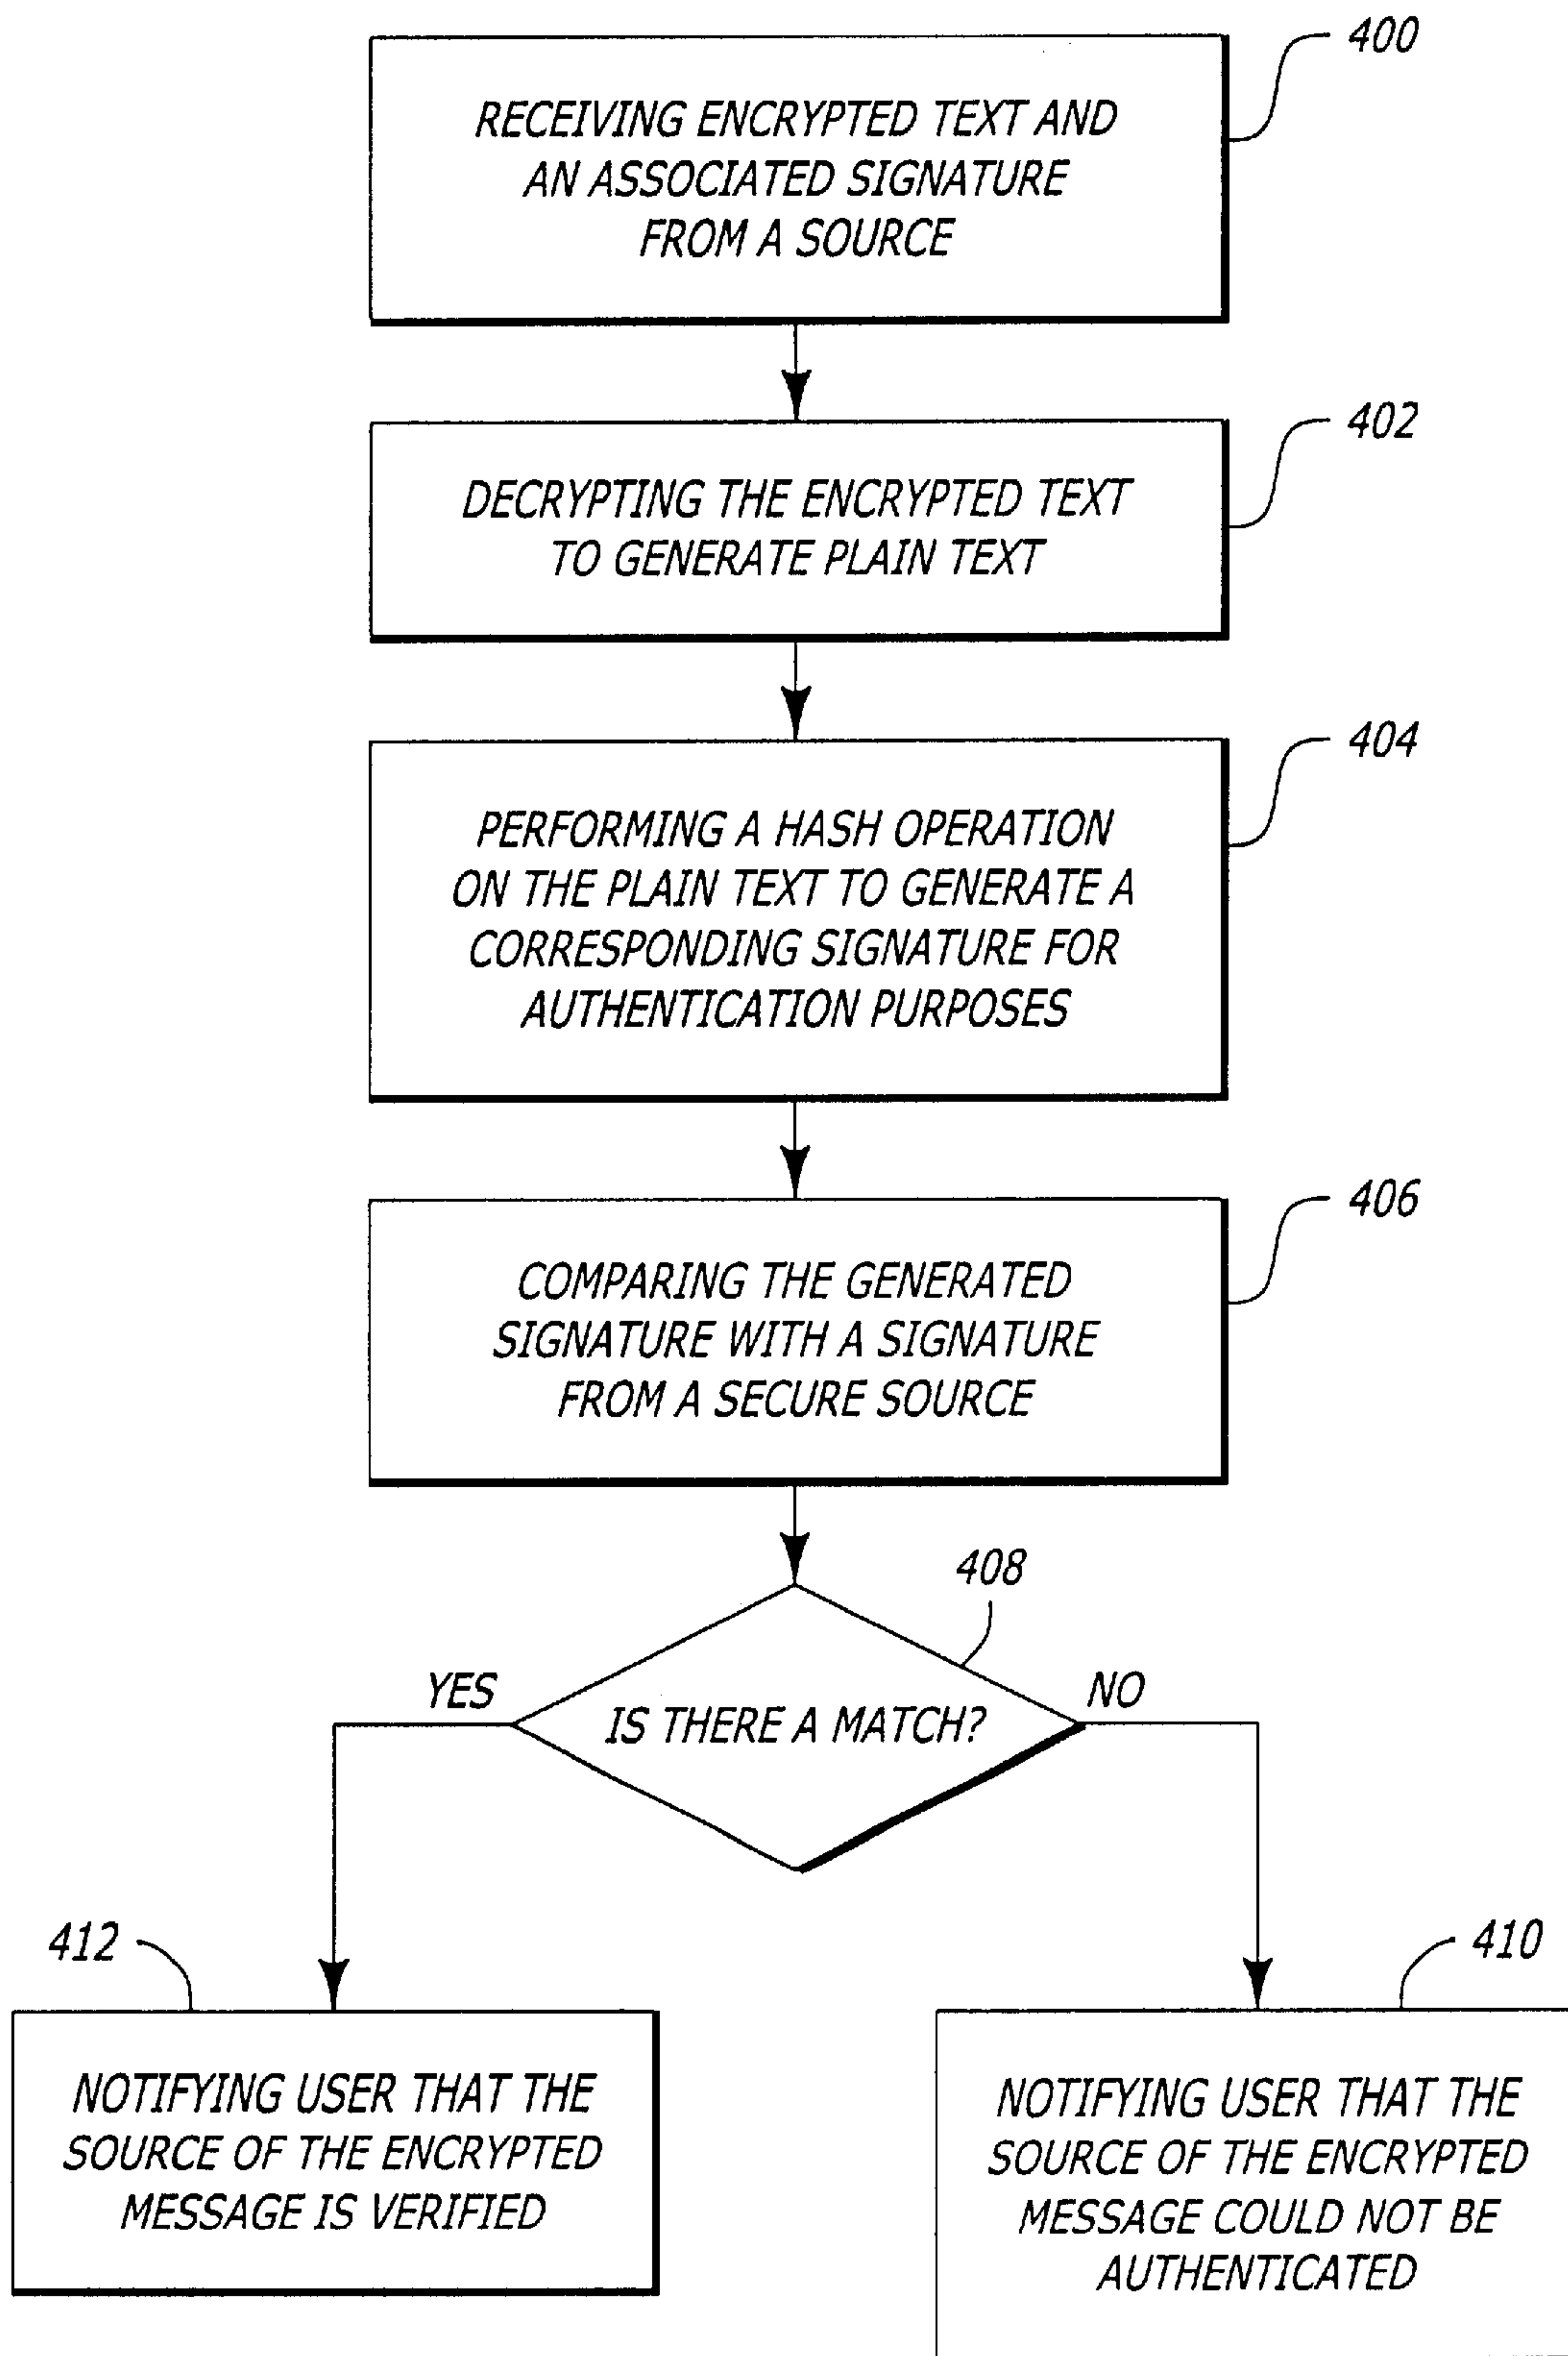 400
RECEIVING ENCRYPTED TEXT AND
AN ASSOCIATED SIGNATURE
FROM A SOURCE
402
DECRYPTING THE ENCRYPTED TEXT
TO GENERATE PLAIN TEXT
404
PERFORMING A HASH OPERATION
ON THE PLAIN TEXT TO GENERATE A
CORRESPONDING SIGNATURE FOR
AUTHENTICATION PURPOSES
406
COMPARING THE GENERATED
SIGNATURE WITH A SIGNATURE
FROM A SECURE SOURCE
408
YES
IS THERE A MATCH?
NO
412
NOTIFYING USER THAT THE
SOURCE OF THE ENCRYPTED
MESSAGE IS VERIFIED
410
NOTIFYING USER THAT THE
SOURCE OF THE ENCRYPTED
MESSAGE COULD NOT BE
AUTHENTICATED